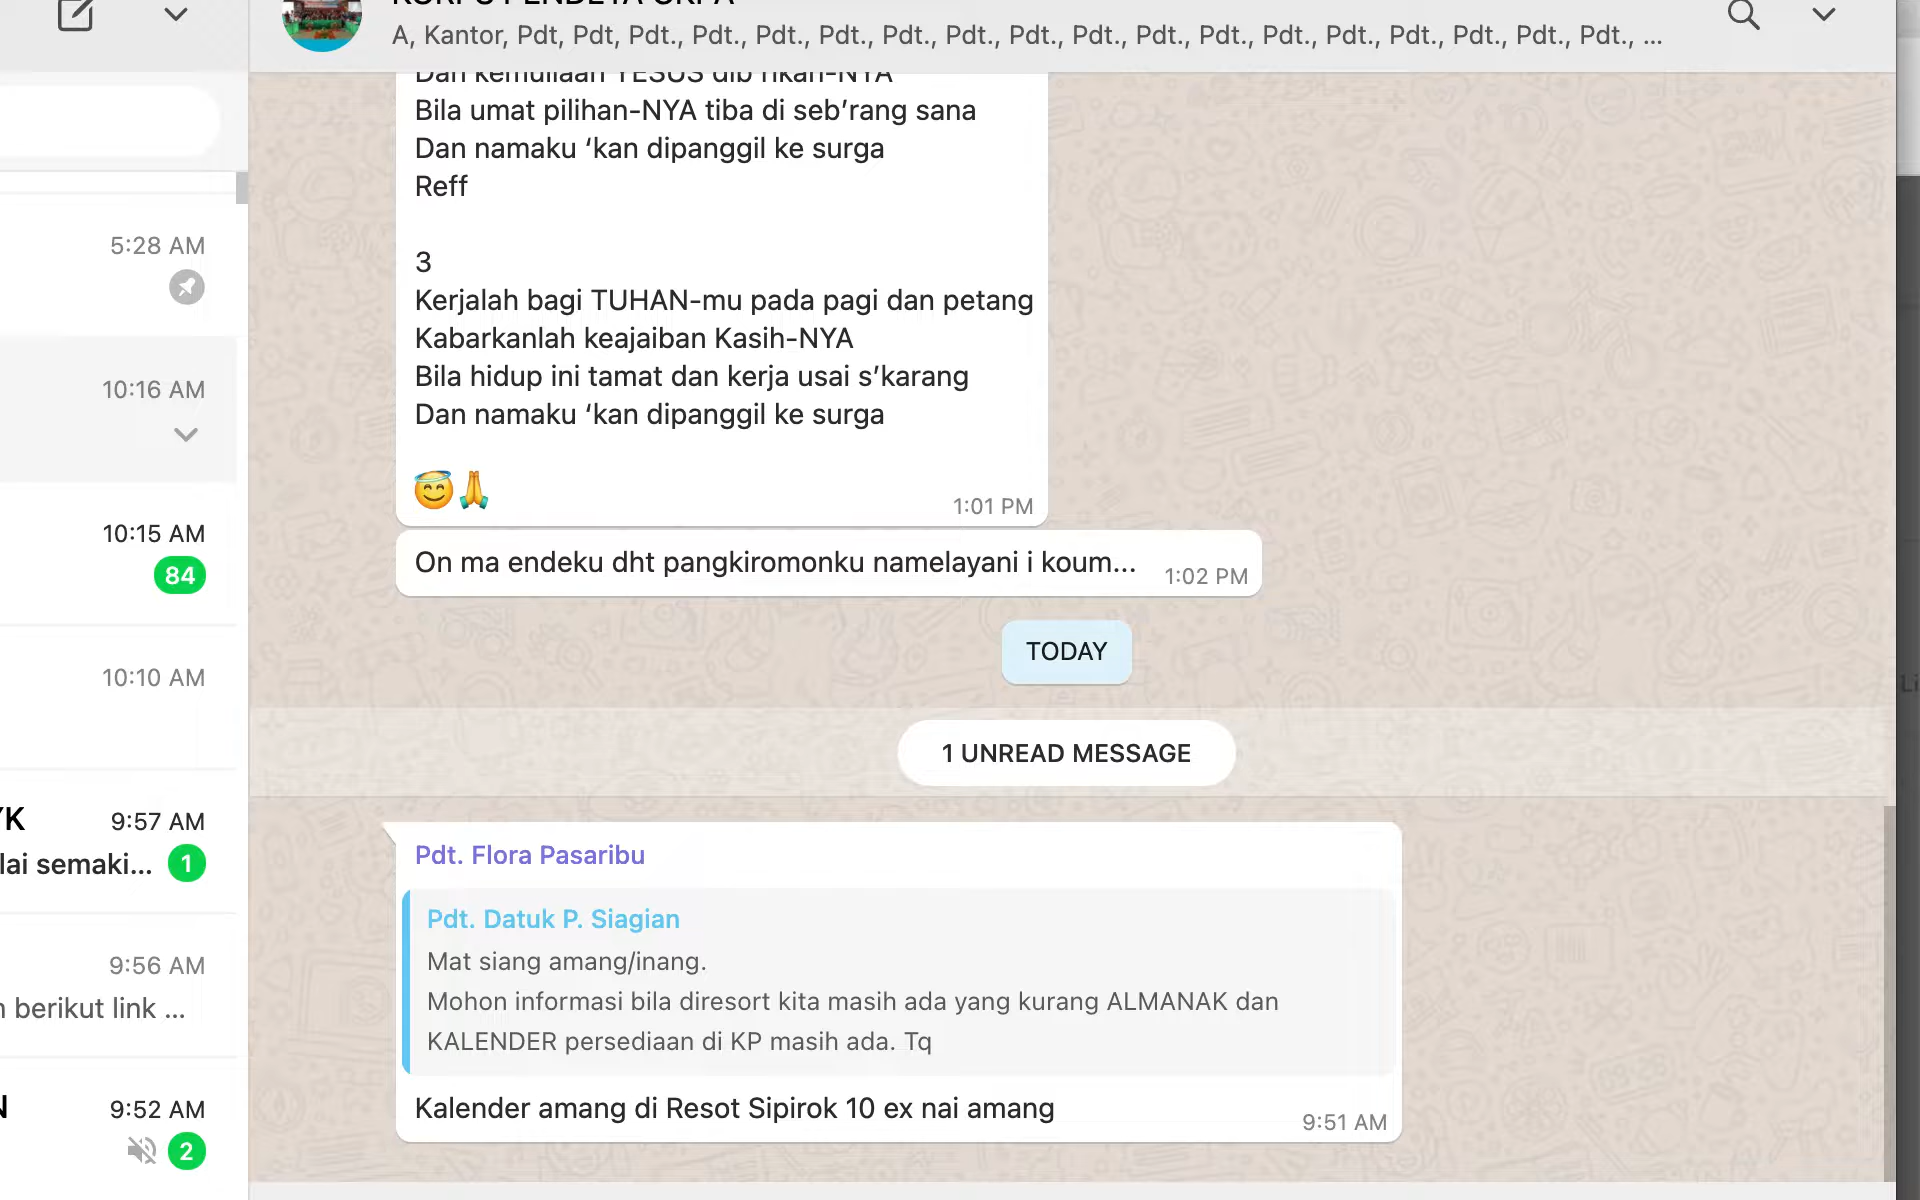 A, Kantor, Pdt, Pdt, Pdt., Pdt., Pdt., Pdt., Pdt., Pdt., Pdt., Pdt., Pdt., Pdt., Pdt., Pdt., Pdt., Pdt., Pdt., Pdt., ...
Dan kemuliaan YESUS dib'rikan-NYA
Bila umat pilihan-NYA tiba di seb’rang sana
Dan namaku ‘kan dipanggil ke surga
Reff
3
Kerjalah bagi TUHAN-mu pada pagi dan petang
Kabarkanlah keajaiban Kasih-NYA
Bila hidup ini tamat dan kerja usai s’karang
Dan namaku ‘kan dipanggil ke surga
😇🙏
1:01 PM
On ma endeku dht pangkiromonku namelayani i koum...
1:02 PM
TODAY
1 UNREAD MESSAGE
Pdt. Flora Pasaribu
Pdt. Datuk P. Siagian
Mat siang amang/inang.
Mohon informasi bila diresort kita masih ada yang kurang ALMANAK dan
KALENDER persediaan di KP masih ada. Tq
Kalender amang di Resot Sipirok 10 ex nai amang
9:51 AM
5:28 AM
10:16 AM
10:15 AM
84
10:10 AM
YK
9:57 AM
lai semaki...
1
9:56 AM
berikut link ...
N
9:52 AM
2
Li